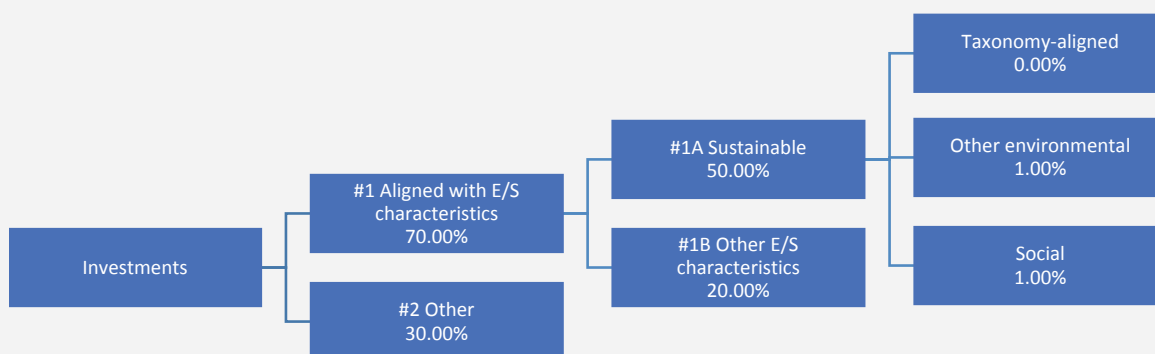 Investments
#1 Aligned with E/S
characteristics
70.00%
#2 Other
30.00%
#1A Sustainable
50.00%
#1B Other E/S
characteristics
20.00%
Taxonomy-aligned
0.00%
Other environmental
1.00%
Social
1.00%